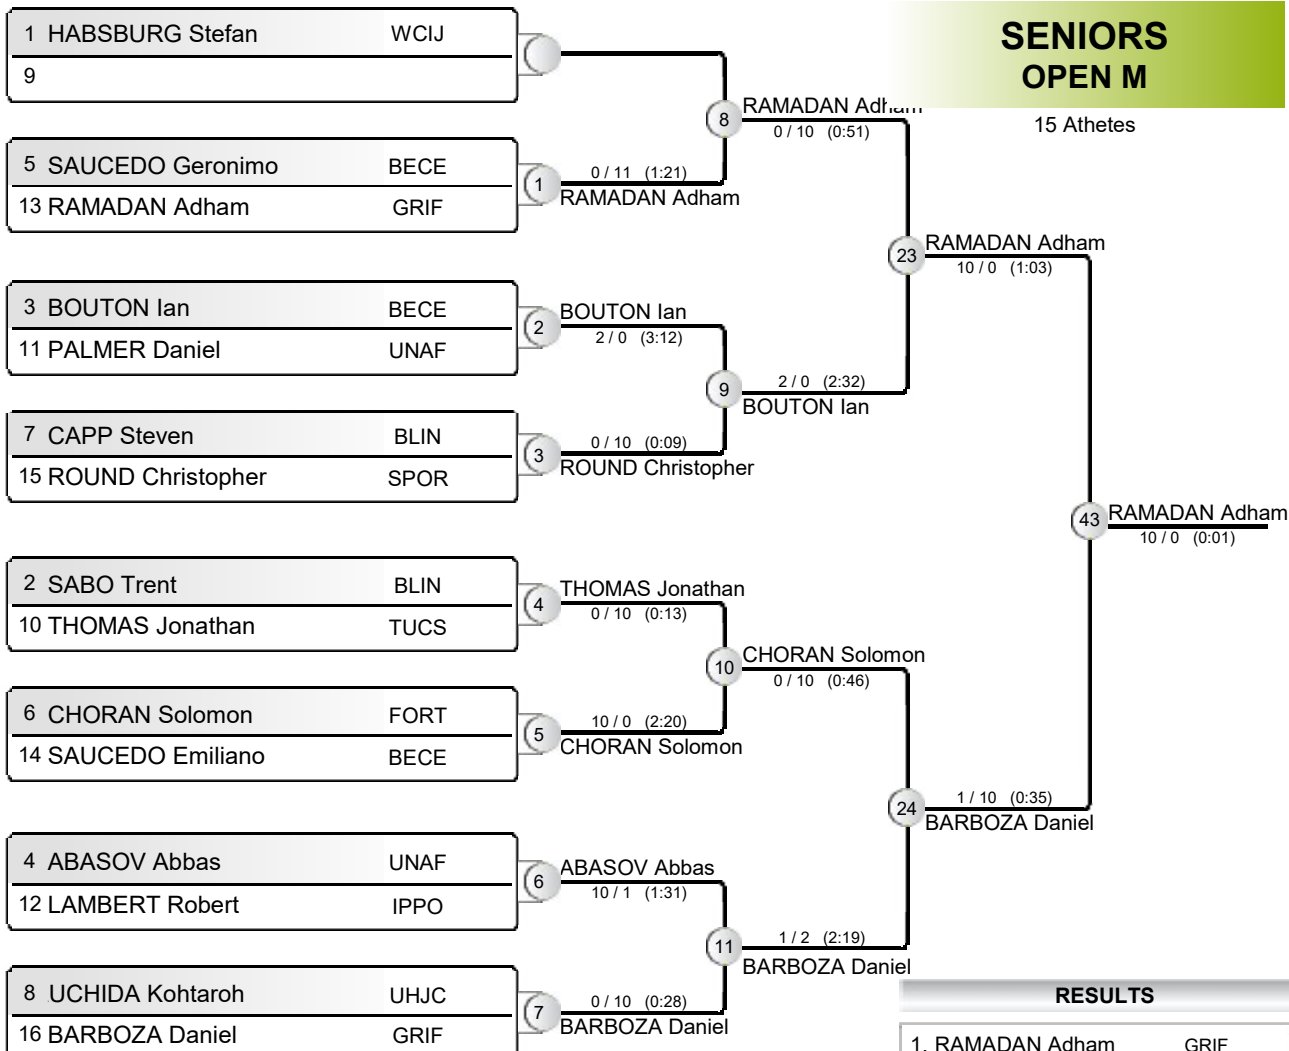 SENIORS
OPEN M
15 Athetes
1 HABSBURG Stefan WCIJ
9
5 SAUCEDO Geronimo BECE
13 RAMADAN Adham GRIF
3 BOUTON Ian BECE
11 PALMER Daniel UNAF
7 CAPP Steven BLIN
15 ROUND Christopher SPOR
2 SABO Trent BLIN
10 THOMAS Jonathan TUCS
6 CHORAN Solomon FORT
14 SAUCEDO Emiliano BECE
4 ABASOV Abbas UNAF
12 LAMBERT Robert IPPO
8 UCHIDA Kohtaroh UHJC
16 BARBOZA Daniel GRIF
1
0 / 11 (1:21)
RAMADAN Adham
2
BOUTON Ian
2 / 0 (3:12)
3
0 / 10 (0:09)
ROUND Christopher
4
THOMAS Jonathan
0 / 10 (0:13)
5
10 / 0 (2:20)
CHORAN Solomon
6
ABASOV Abbas
10 / 1 (1:31)
7
0 / 10 (0:28)
BARBOZA Daniel
8
RAMADAN Adham
0 / 10 (0:51)
9
2 / 0 (2:32)
BOUTON Ian
10
CHORAN Solomon
0 / 10 (0:46)
11
1 / 2 (2:19)
BARBOZA Daniel
23
RAMADAN Adham
10 / 0 (1:03)
24
1 / 10 (0:35)
BARBOZA Daniel
43
RAMADAN Adham
10 / 0 (0:01)
RESULTS
1. RAMADAN Adham GRIF